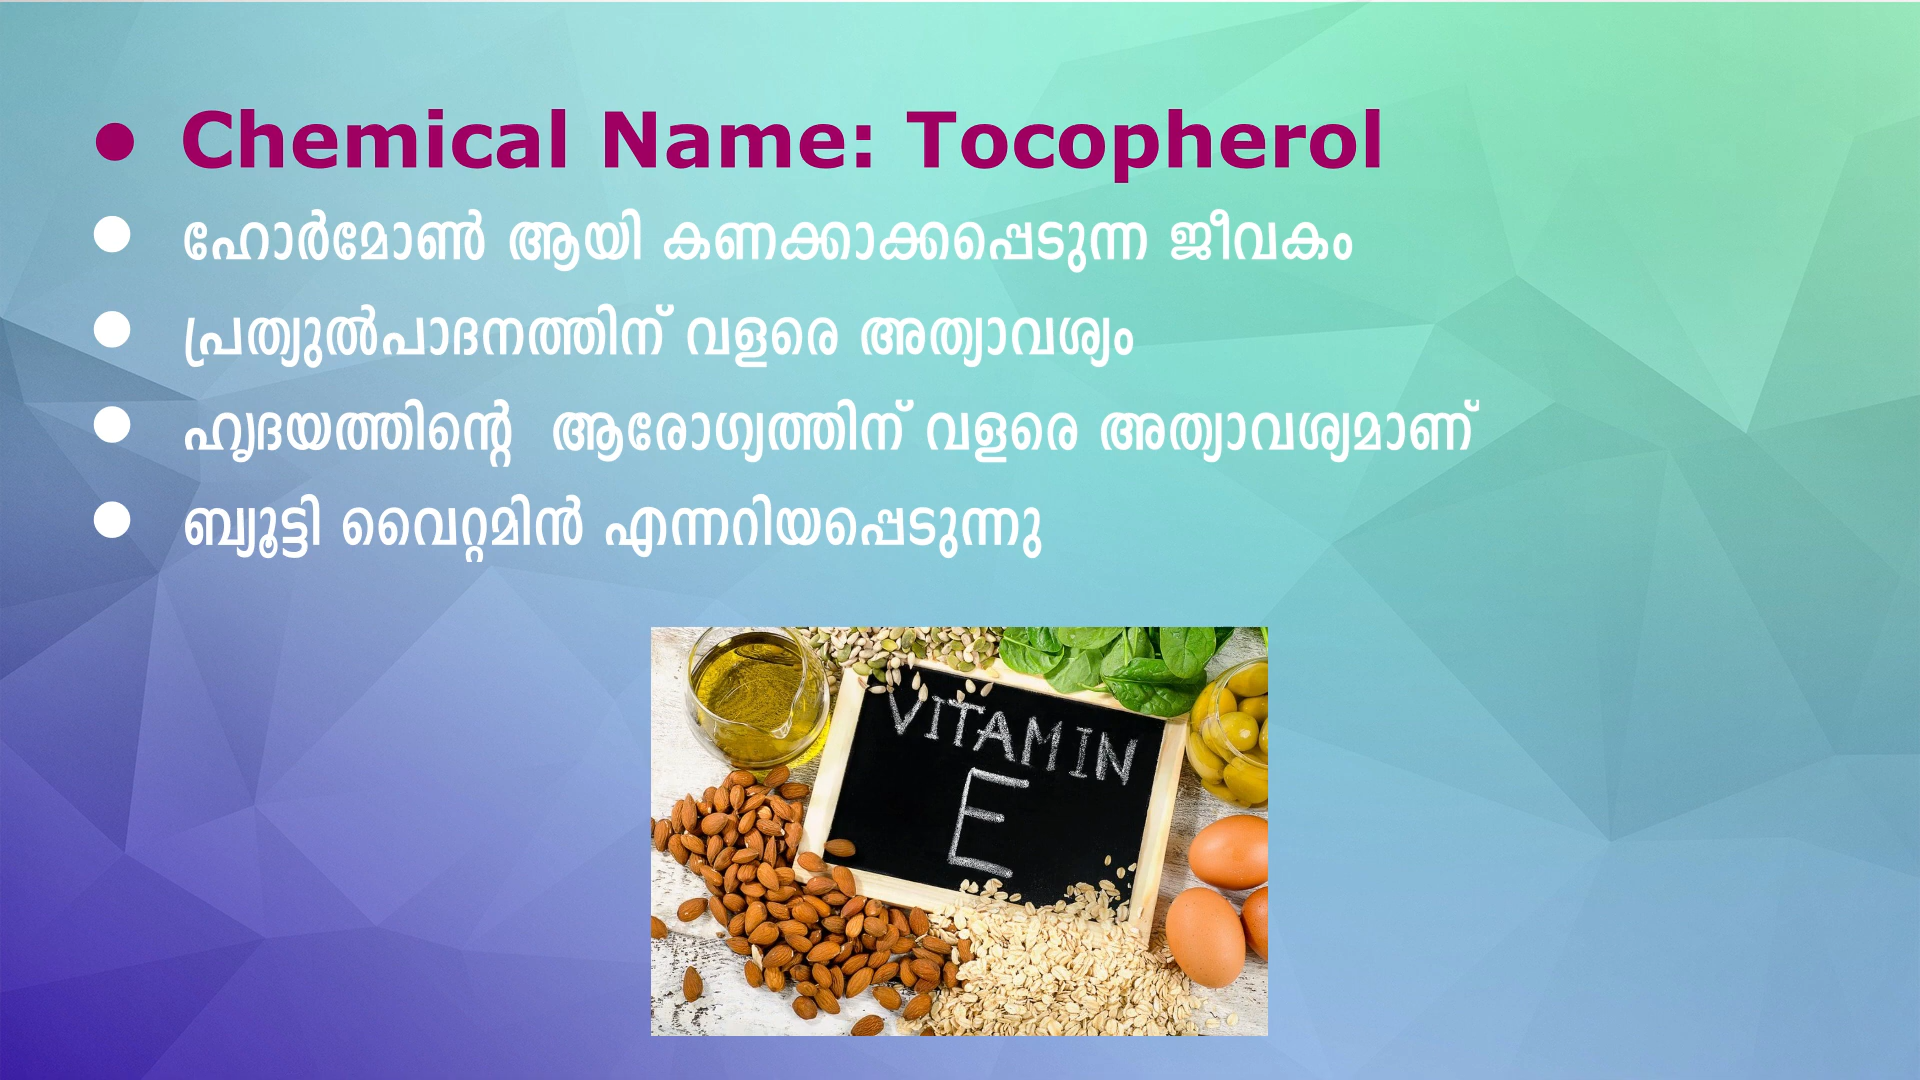 • Chemical Name: Tocopherol
• ഹോർമോൺ ആയി കണക്കാക്കപ്പെടുന്ന ജീവകം
• പ്രത്യുൽപാദനത്തിന് വളരെ അത്യാവശ്യം
• ഹൃദയത്തിന്റെ ആരോഗ്യത്തിന് വളരെ അത്യാവശ്യമാണ്
• ബ്യൂട്ടി വൈറ്റമിൻ എന്നറിയപ്പെടുന്നു
VITAMIN
E